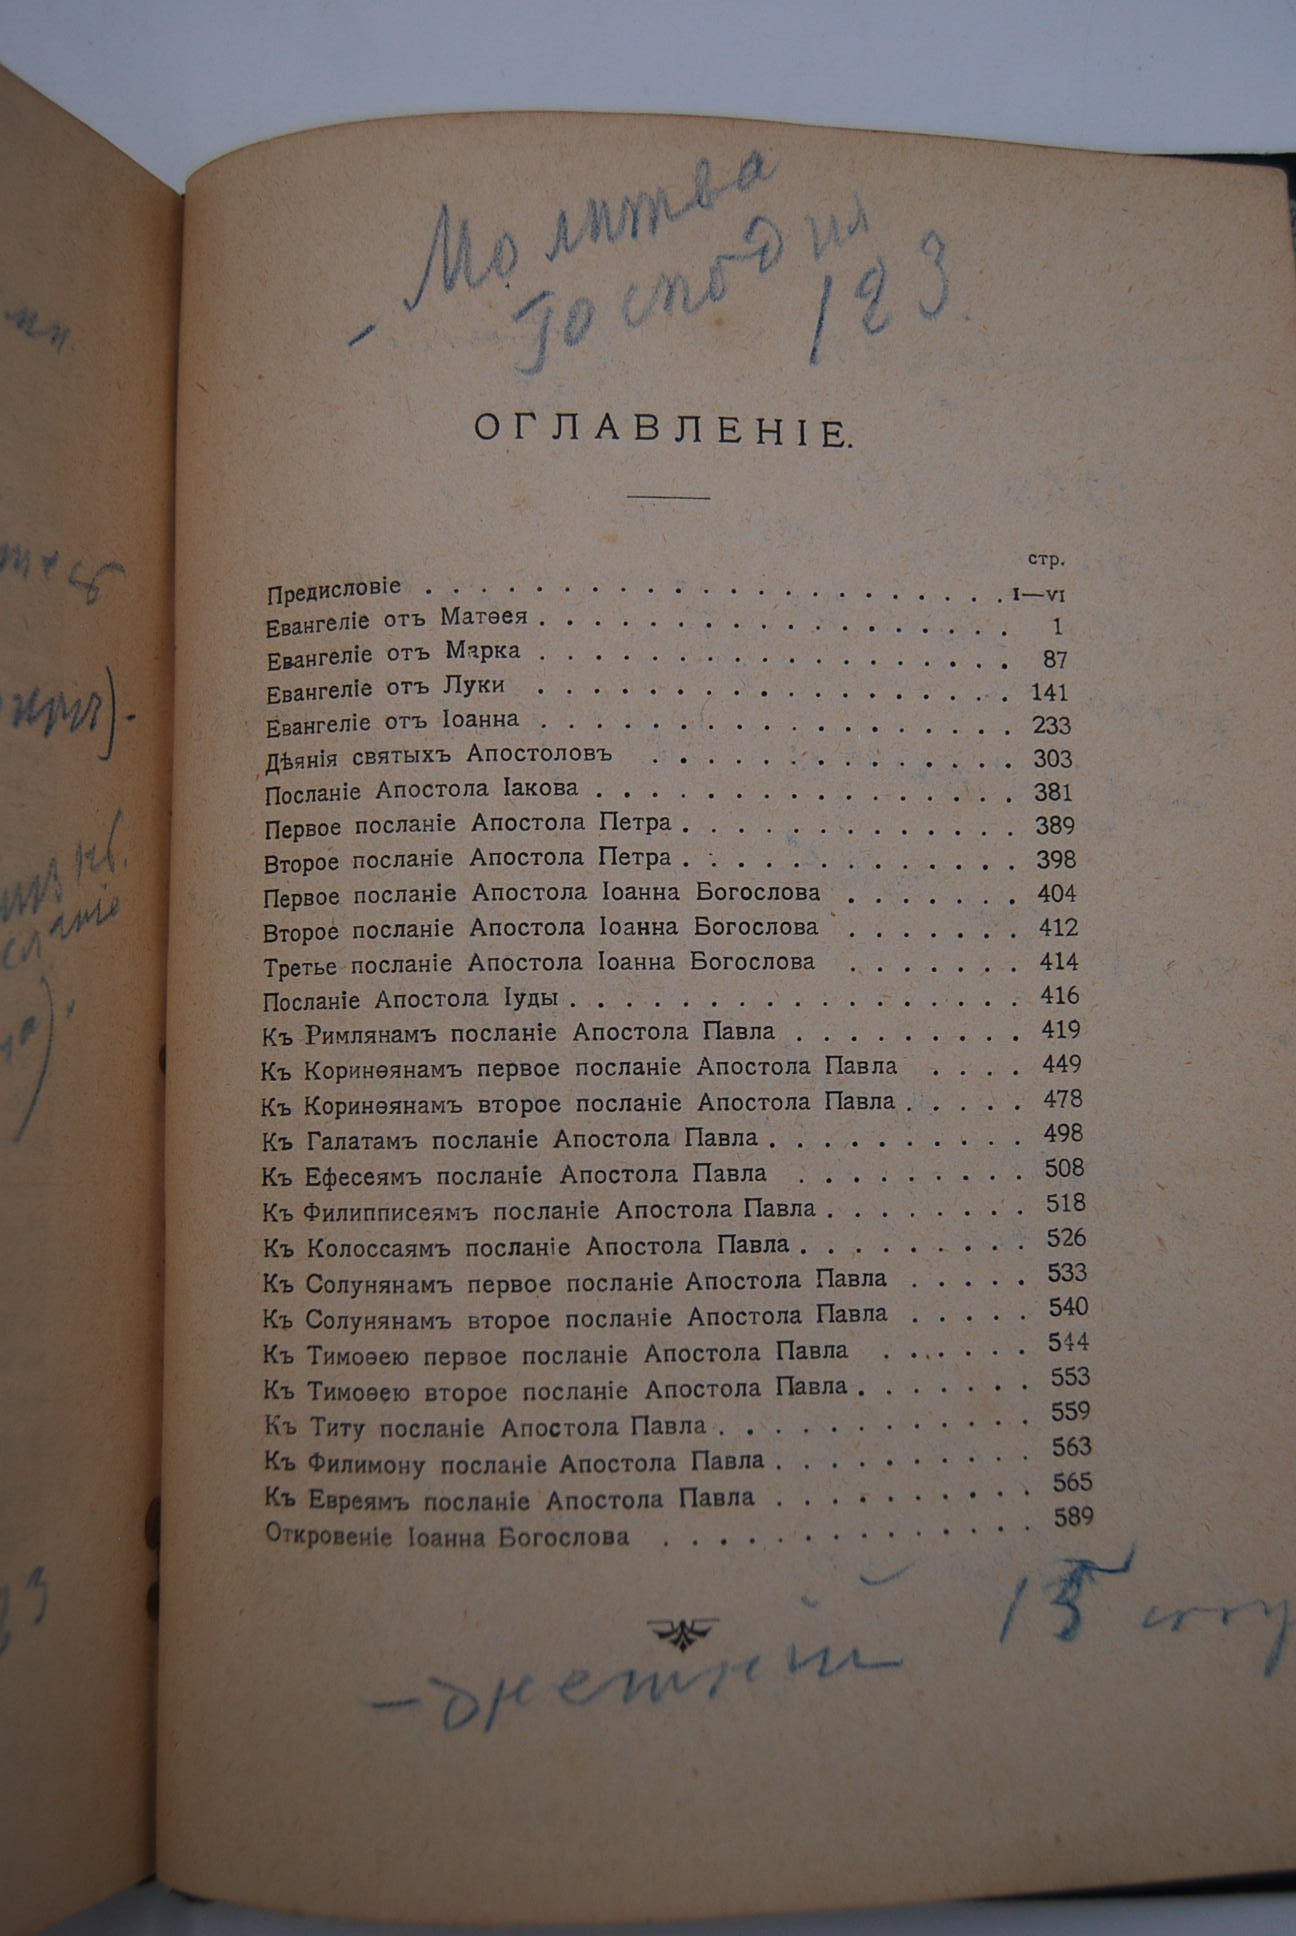 Молитва
Господня
123.
ОГЛАВЛЕНІЕ.
стр.
Предисловіе . . . . . . . . . . . . . . . . . . . . . . I—VI
Евангеліе отъ Матѳея . . . . . . . . . . . . . . . . . . 1
Евангеліе отъ Марка . . . . . . . . . . . . . . . . . . 87
Евангеліе отъ Луки . . . . . . . . . . . . . . . . . . 141
Евангеліе отъ Іоанна . . . . . . . . . . . . . . . . . . 233
Дѣянія святыхъ Апостоловъ . . . . . . . . . . . . . . 303
Посланіе Апостола Іакова . . . . . . . . . . . . . . . . 381
Первое посланіе Апостола Петра . . . . . . . . . . . . . 389
Второе посланіе Апостола Петра . . . . . . . . . . . . . 398
Первое посланіе Апостола Іоанна Богослова . . . . . . . 404
Второе посланіе Апостола Іоанна Богослова . . . . . . . 412
Третье посланіе Апостола Іоанна Богослова . . . . . . . 414
Посланіе Апостола Іуды . . . . . . . . . . . . . . . . . 416
Къ Римлянамъ посланіе Апостола Павла . . . . . . . . . 419
Къ Коринѳянамъ первое посланіе Апостола Павла . . . . 449
Къ Коринѳянамъ второе посланіе Апостола Павла . . . . . 478
Къ Галатамъ посланіе Апостола Павла . . . . . . . . . . 498
Къ Ефесеямъ посланіе Апостола Павла . . . . . . . . . 508
Къ Филипписеямъ посланіе Апостола Павла . . . . . . . . 518
Къ Колоссаямъ посланіе Апостола Павла . . . . . . . . . 526
Къ Солунянамъ первое посланіе Апостола Павла . . . . . 533
Къ Солунянамъ второе посланіе Апостола Павла . . . . . 540
Къ Тимоѳею первое посланіе Апостола Павла . . . . . . 544
Къ Тимоѳею второе посланіе Апостола Павла . . . . . . . 553
Къ Титу посланіе Апостола Павла . . . . . . . . . . . . 559
Къ Филимону посланіе Апостола Павла . . . . . . . . . . 563
Къ Евреямъ посланіе Апостола Павла . . . . . . . . . . 565
Откровеніе Іоанна Богослова . . . . . . . . . . . . . . 589